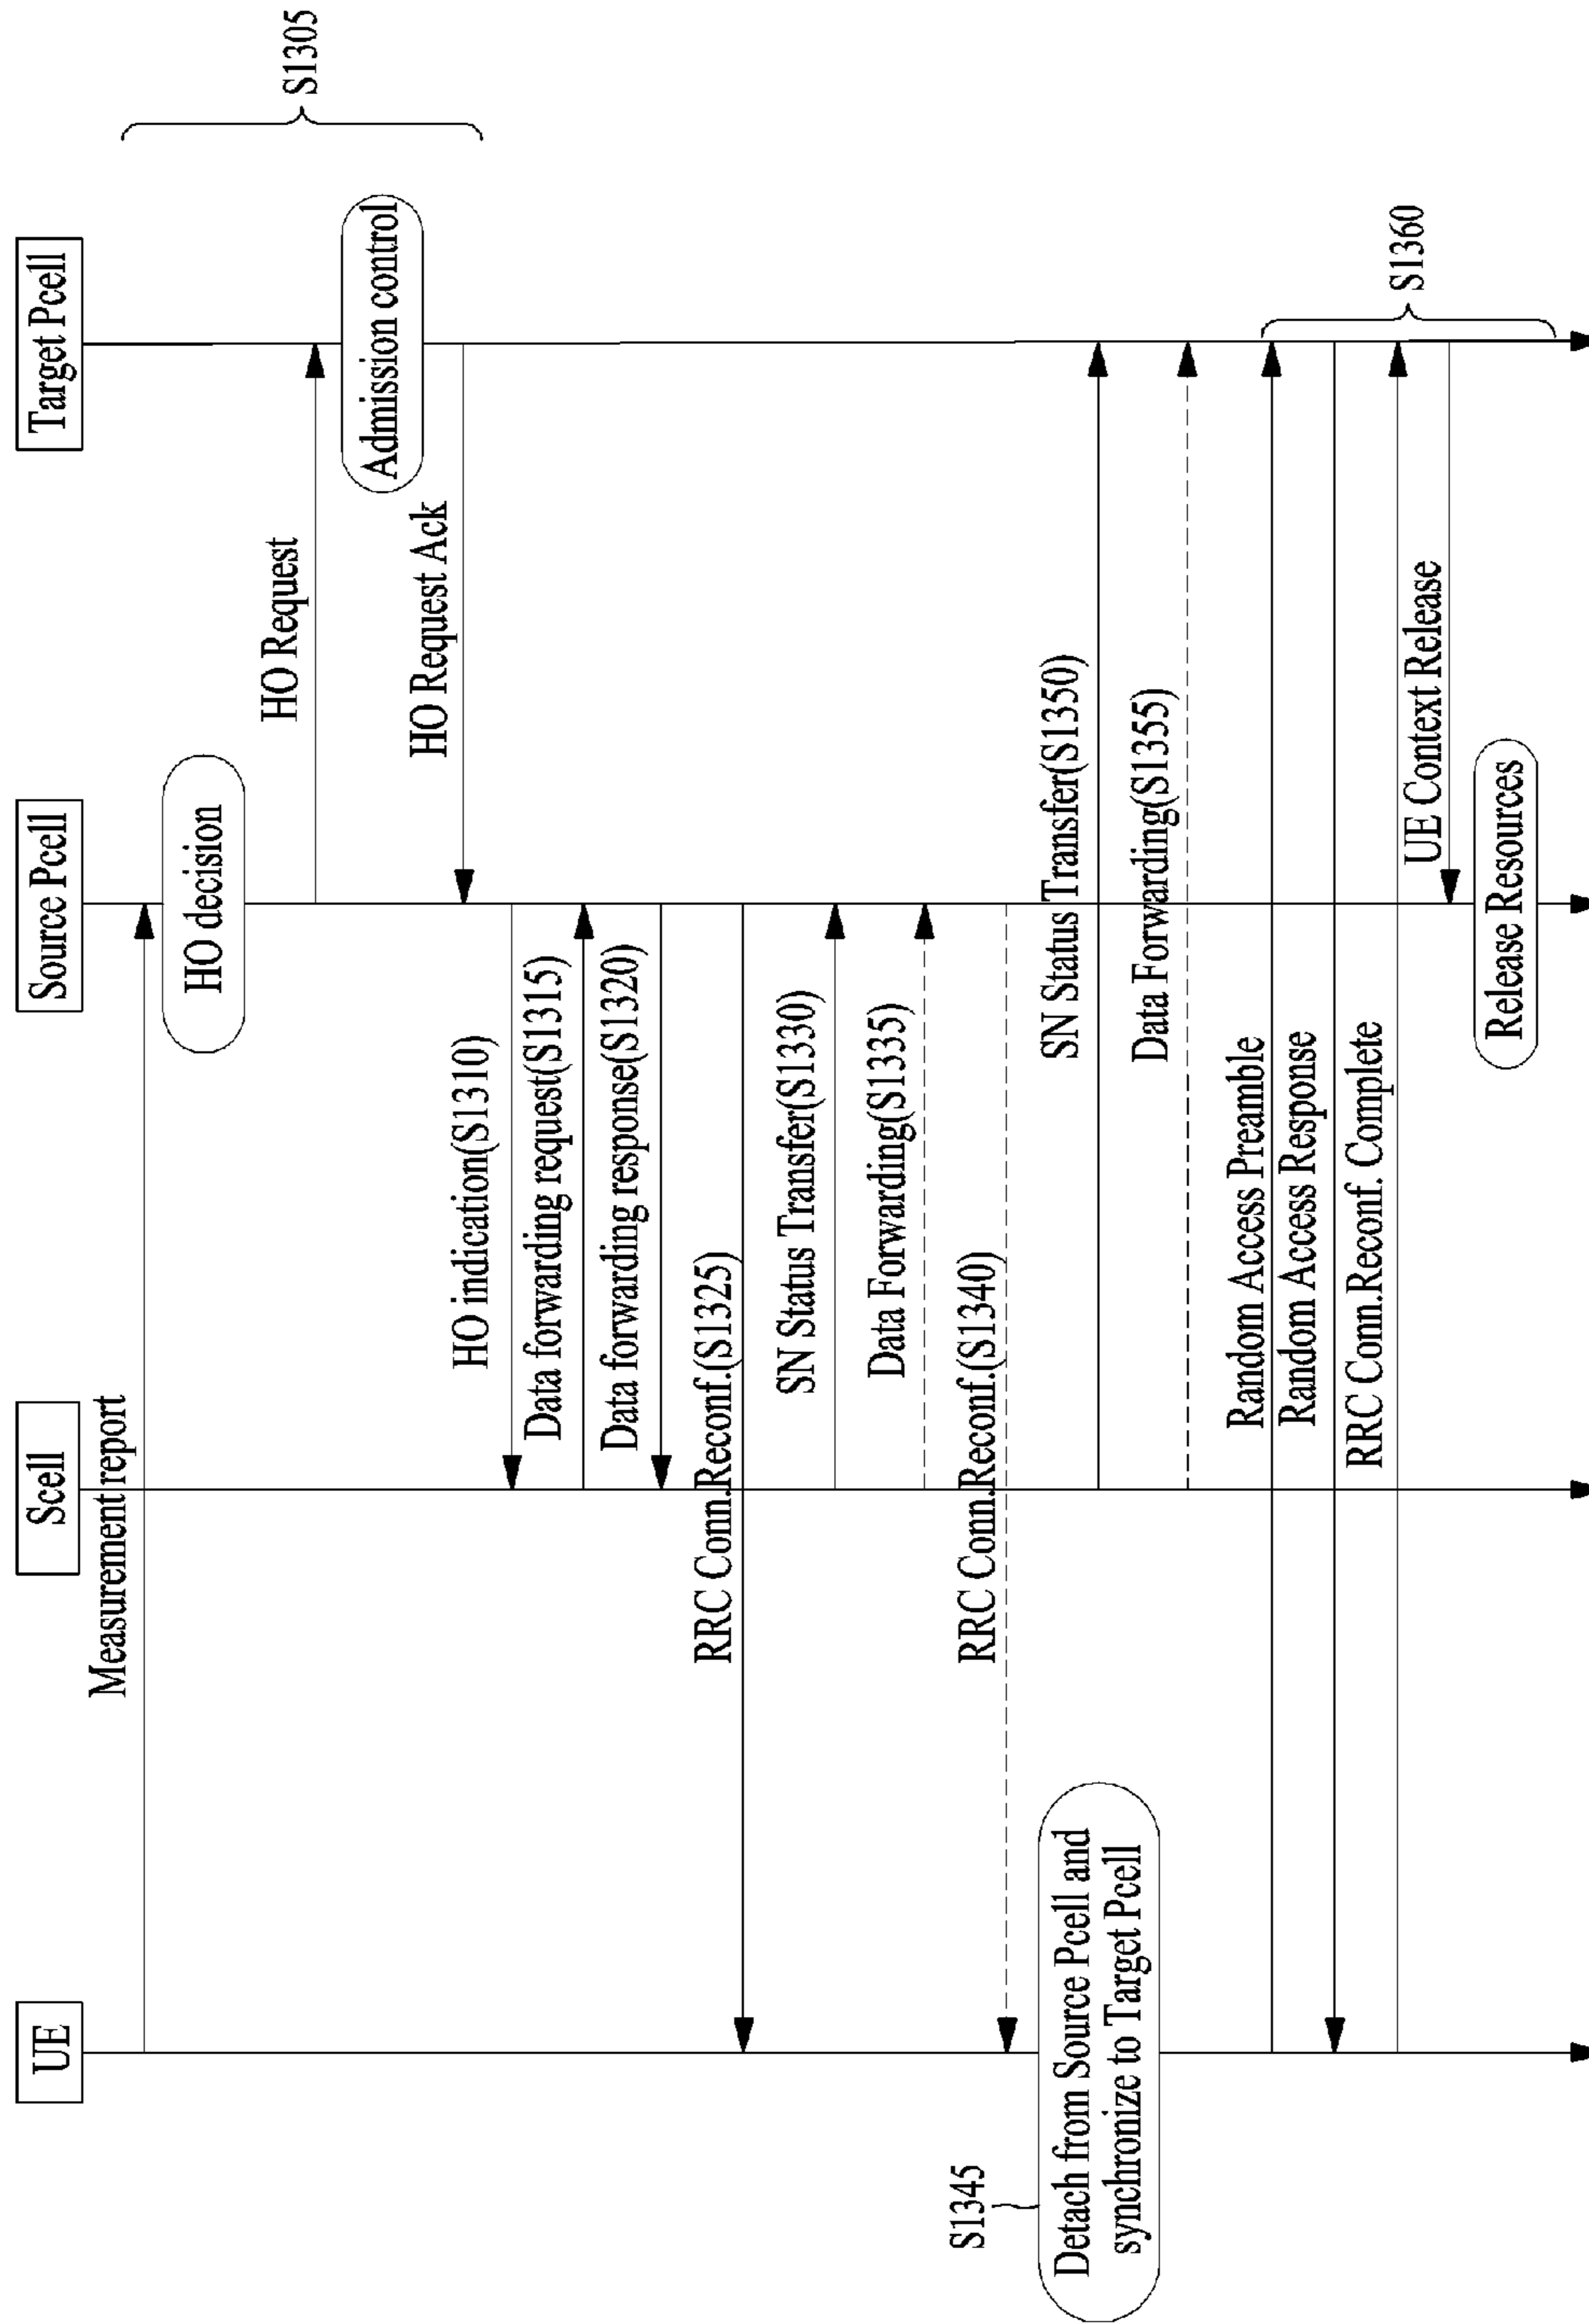 UE
Scell
Source Pcell
Target Pcell
Measurement report
HO decision
HO Request
S1305
Admission control
HO Request Ack
HO indication(S1310)
Data forwarding request(S1315)
Data forwarding response(S1320)
RRC Conn.Reconf.(S1325)
SN Status Transfer(S1330)
Data Forwarding(S1335)
RRC Conn.Reconf.(S1340)
S1345
Detach from Source Pcell and
synchronize to Target Pcell
SN Status Transfer(S1350)
Data Forwarding(S1355)
Random Access Preamble
Random Access Response
RRC Conn.Reconf. Complete
S1360
UE Context Release
Release Resources